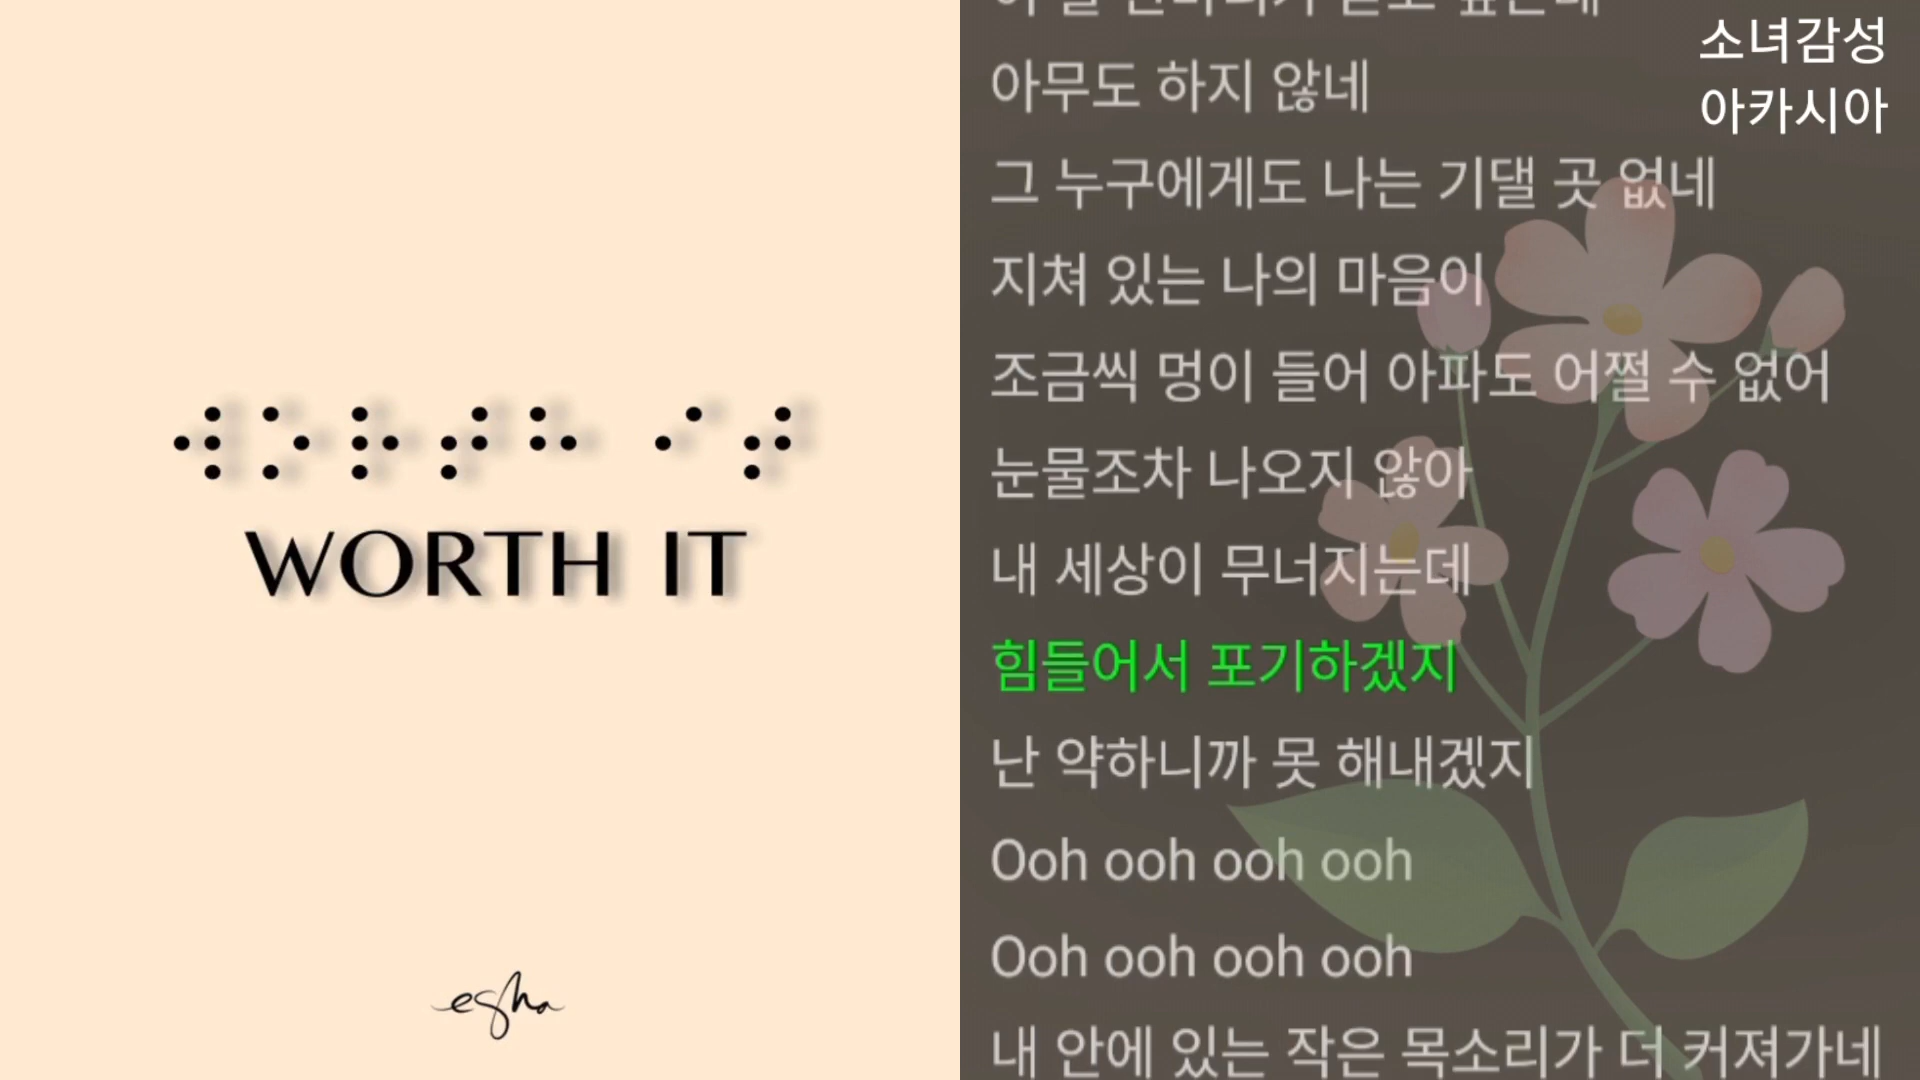 ⠺⠕⠗⠞⠓ ⠊⠞
WORTH IT
esha
소녀감성
아카시아
아무도 하지 않네
그 누구에게도 나는 기댈 곳 없네
지쳐 있는 나의 마음이
조금씩 멍이 들어 아파도 어쩔 수 없어
눈물조차 나오지 않아
내 세상이 무너지는데
힘들어서 포기하겠지
난 약하니까 못 해내겠지
Ooh ooh ooh ooh
Ooh ooh ooh ooh
내 안에 있는 작은 목소리가 더 커져가네